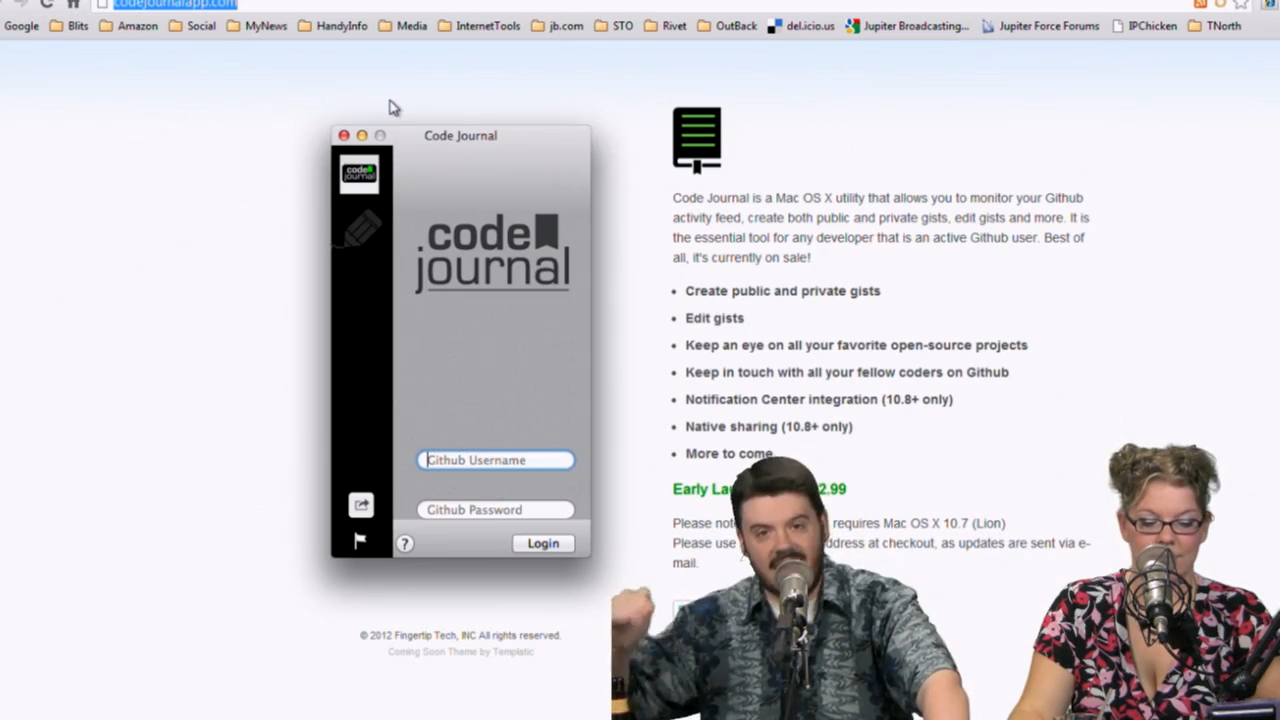 codejournalapp.com
Google Blits Amazon Social MyNews HandyInfo Media InternetTools jb.com STO Rivet OutBack del.icio.us Jupiter Broadcasting... Jupiter Force Forums IPChicken TNorth
Code Journal
code journal
code
journal
Github Username
Github Password
?
Login
© 2012 Fingertip Tech, INC All rights reserved.
Coming Soon Theme by Templatic
Code Journal is a Mac OS X utility that allows you to monitor your Github
activity feed, create both public and private gists, edit gists and more. It is
the essential tool for any developer that is an active Github user. Best of
all, it's currently on sale!
• Create public and private gists
• Edit gists
• Keep an eye on all your favorite open-source projects
• Keep in touch with all your fellow coders on Github
• Notification Center integration (10.8+ only)
• Native sharing (10.8+ only)
• More to come
Early 2.99
Please requires Mac OS X 10.7 (Lion)
Please use address at checkout, as updates are sent via e-
mail.